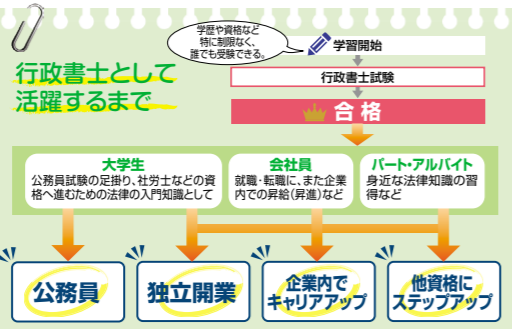 学歴や資格など
特に制限なく、
誰でも受験できる。
学習開始
行政書士として
活躍するまで
行政書士試験
合格
大学生
公務員試験の足掛り、社労士などの資
格へ進むための法律の入門知識として
会社員
就職・転職に、また企業
内での昇給(昇進)など
パート・アルバイト
身近な法律知識の習
得など
公務員
独立開業
企業内で
キャリアアップ
他資格に
ステップアップ